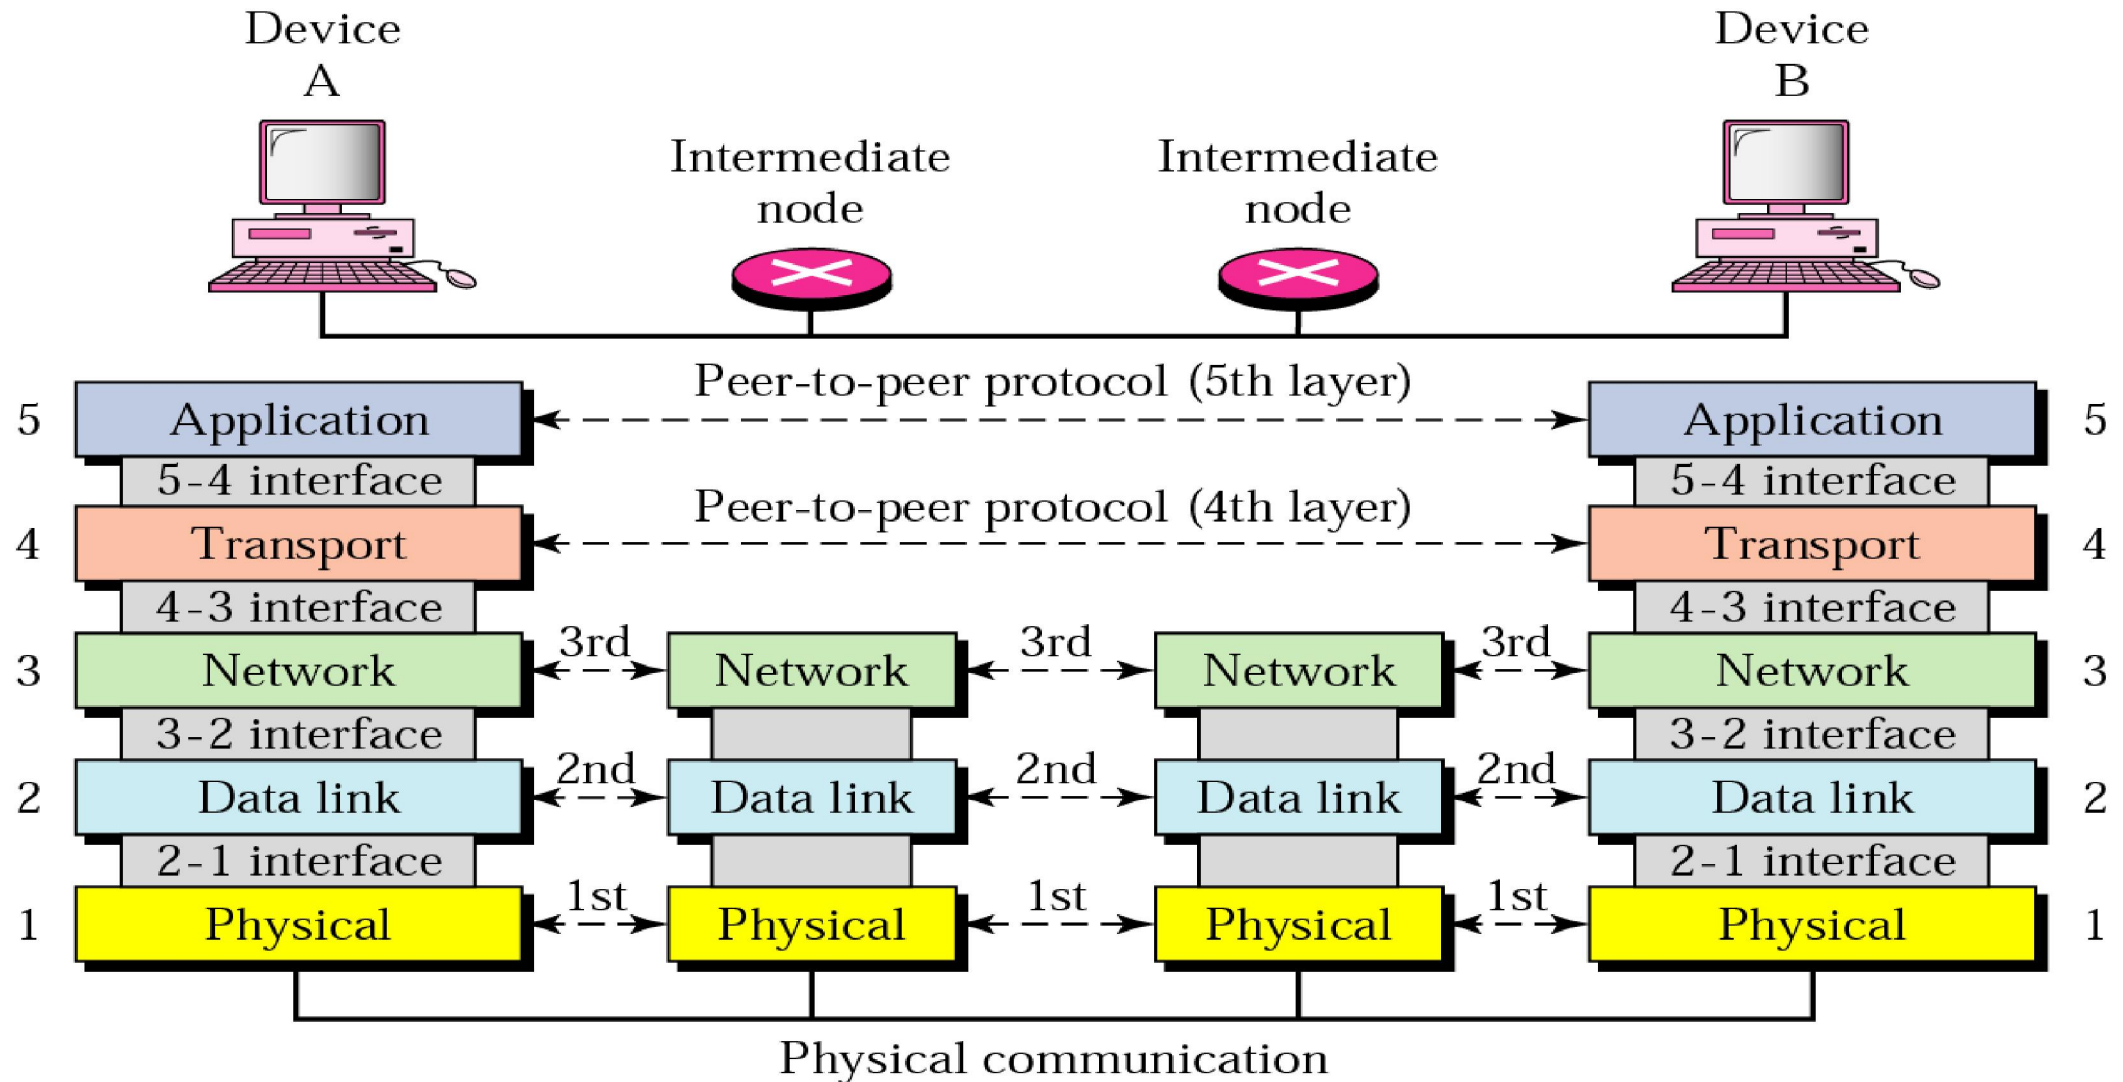 Device
A
Device
B
Intermediate
node
Intermediate
node
Peer-to-peer protocol (5th layer)
5
Application
Application
5
5-4 interface
5-4 interface
Peer-to-peer protocol (4th layer)
4
Transport
Transport
4
4-3 interface
4-3 interface
3rd
3rd
3rd
3
Network
Network
Network
Network
3
3-2 interface
3-2 interface
2nd
2nd
2nd
2
Data link
Data link
Data link
Data link
2
2-1 interface
2-1 interface
1st
1st
1st
1
Physical
Physical
Physical
Physical
1
Physical communication